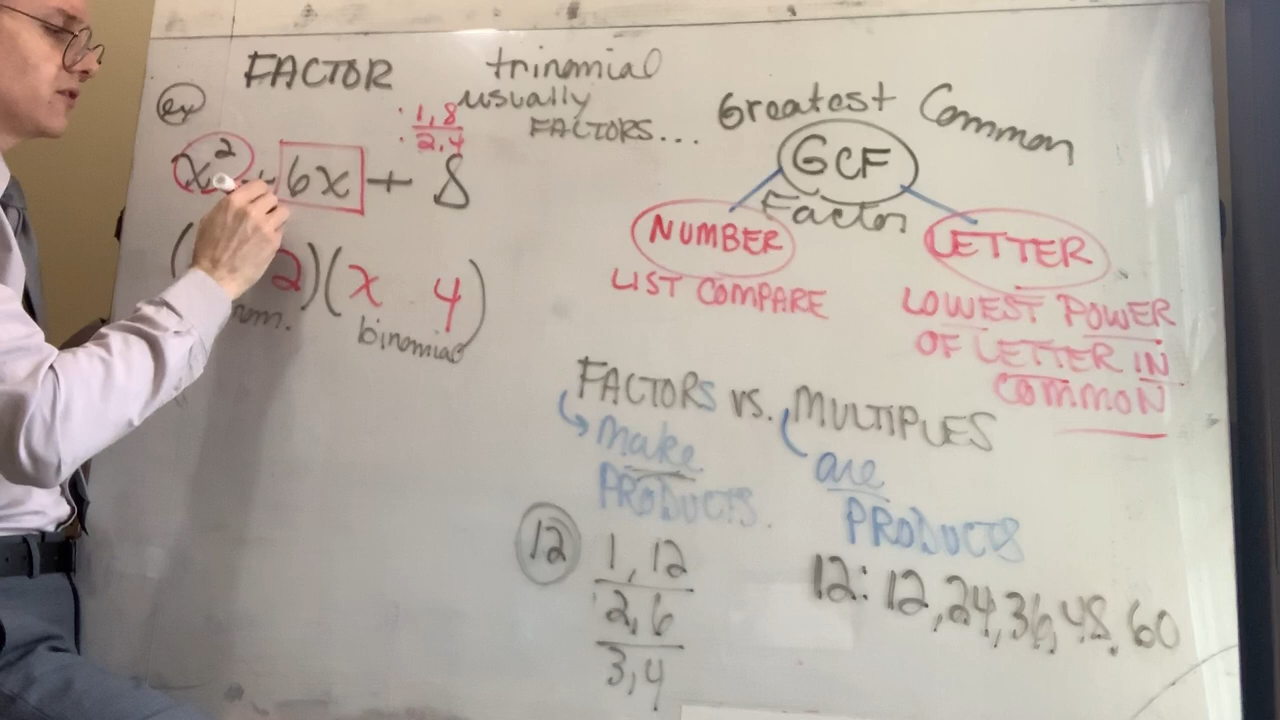 FACTOR
ex
trinomial
usually
FACTORS...
: 1,8
: 2,4
x² + 6x + 8
( 2)(x 4)
binomial
Greatest Common
GCF
Factor
NUMBER
LIST COMPARE
LETTER
LOWEST POWER
OF LETTER IN
COMMON
FACTORS vs. MULTIPLES
make
PRODUCTS.
are
PRODUCTS
12
1, 12
2, 6
3, 4
12: 12, 24, 36, 48, 60